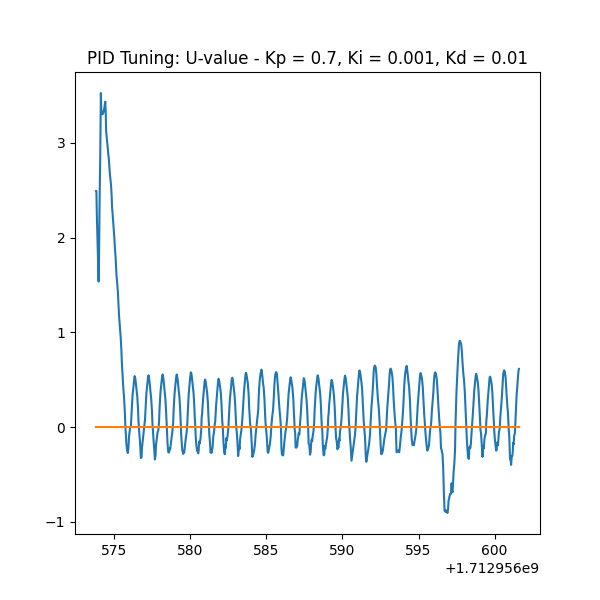 PID Tuning: U-value - Kp = 0.7, Ki = 0.001, Kd = 0.01
3
2
1
0
−1
575 580 585 590 595 600
+1.712956e9